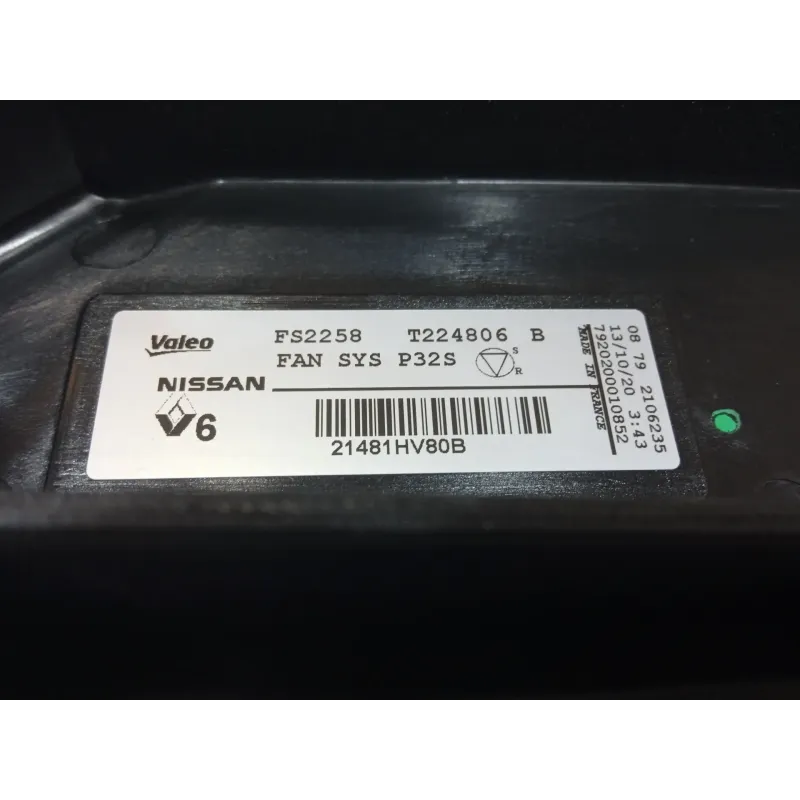 Valeo
FS2258 T224806 B
FAN SYS P32S
S
R
NISSAN
6
21481HV80B
MADE IN FRANCE
7920200010852
13/10/20 3:43
08 79 2106235